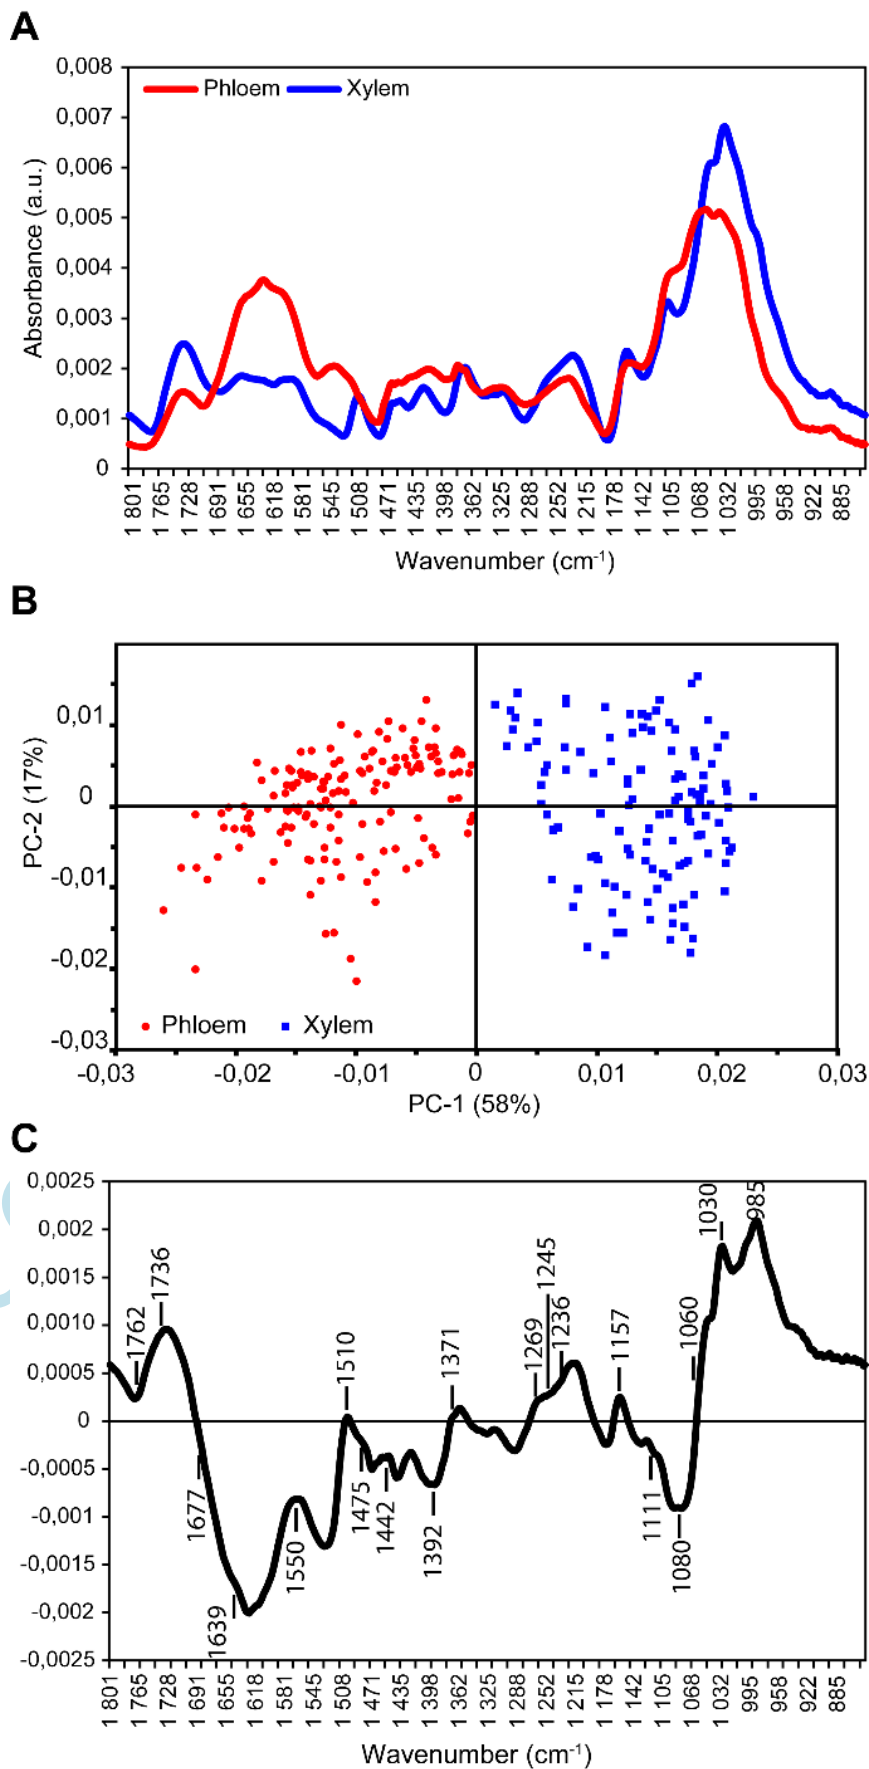 A
0,008
0,007
0,006
0,005
0,004
0,003
0,002
0,001
0
Absorbance (a.u.)
Phloem Xylem
1 801 1 765 1 728 1 691 1 655 1 618 1 581 1 545 1 508 1 471 1 435 1 398 1 362 1 325 1 288 1 252 1 215 1 178 1 142 1 105 1 068 1 032 995 958 922 885
Wavenumber (cm-1)
B
0,01
0
-0,01
-0,02
-0,03
PC-2 (17%)
Phloem Xylem
-0,03 -0,02 -0,01 0 0,01 0,02 0,03
PC-1 (58%)
C
0,0025
0,002
0,0015
0,0010
0,0005
0
-0,0005
-0,001
-0,0015
-0,002
-0,0025
1762 1736 1677 1639 1550 1510 1475 1442 1392 1371 1269 1245 1236 1157 1111 1080 1060 1030 985
1 801 1 765 1 728 1 691 1 655 1 618 1 581 1 545 1 508 1 471 1 435 1 398 1 362 1 325 1 288 1 252 1 215 1 178 1 142 1 105 1 068 1 032 995 958 922 885
Wavenumber (cm-1)